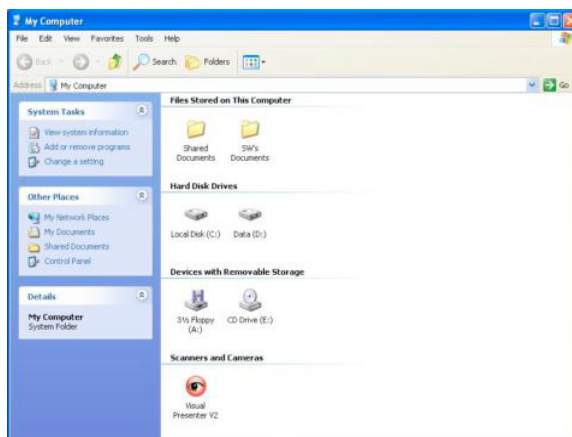 My Computer
File Edit View Favorites Tools Help
Back Search Folders
Address My Computer Go
System Tasks
View system information
Add or remove programs
Change a setting
Other Places
My Network Places
My Documents
Shared Documents
Control Panel
Details
My Computer
System Folder
Files Stored on This Computer
Shared Documents
SW's Documents
Hard Disk Drives
Local Disk (C:) Data (D:)
Devices with Removable Storage
3½ Floppy (A:)
CD Drive (E:)
Scanners and Cameras
Visual
Presenter V2